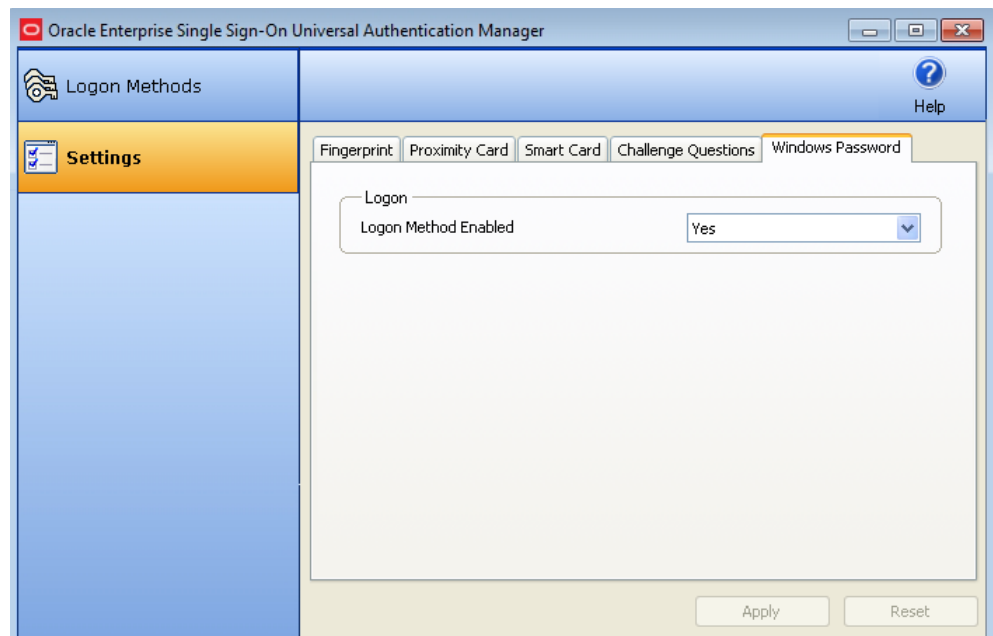 Oracle Enterprise Single Sign-On Universal Authentication Manager
Logon Methods
Help
Settings
Fingerprint Proximity Card Smart Card Challenge Questions Windows Password
Logon
Logon Method Enabled Yes
Apply Reset